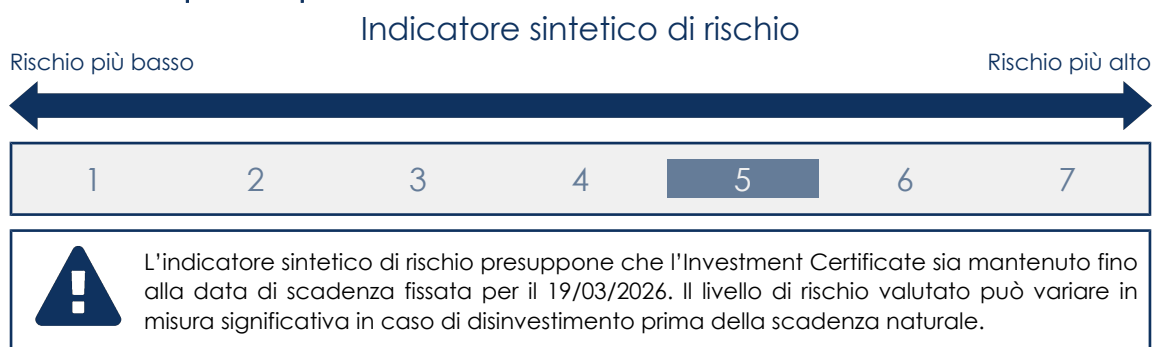 Indicatore sintetico di rischio
Rischio più basso
Rischio più alto
1 2 3 4 5 6 7
L'indicatore sintetico di rischio presuppone che l'Investment Certificate sia mantenuto fino
alla data di scadenza fissata per il 19/03/2026. Il livello di rischio valutato può variare in
misura significativa in caso di disinvestimento prima della scadenza naturale.